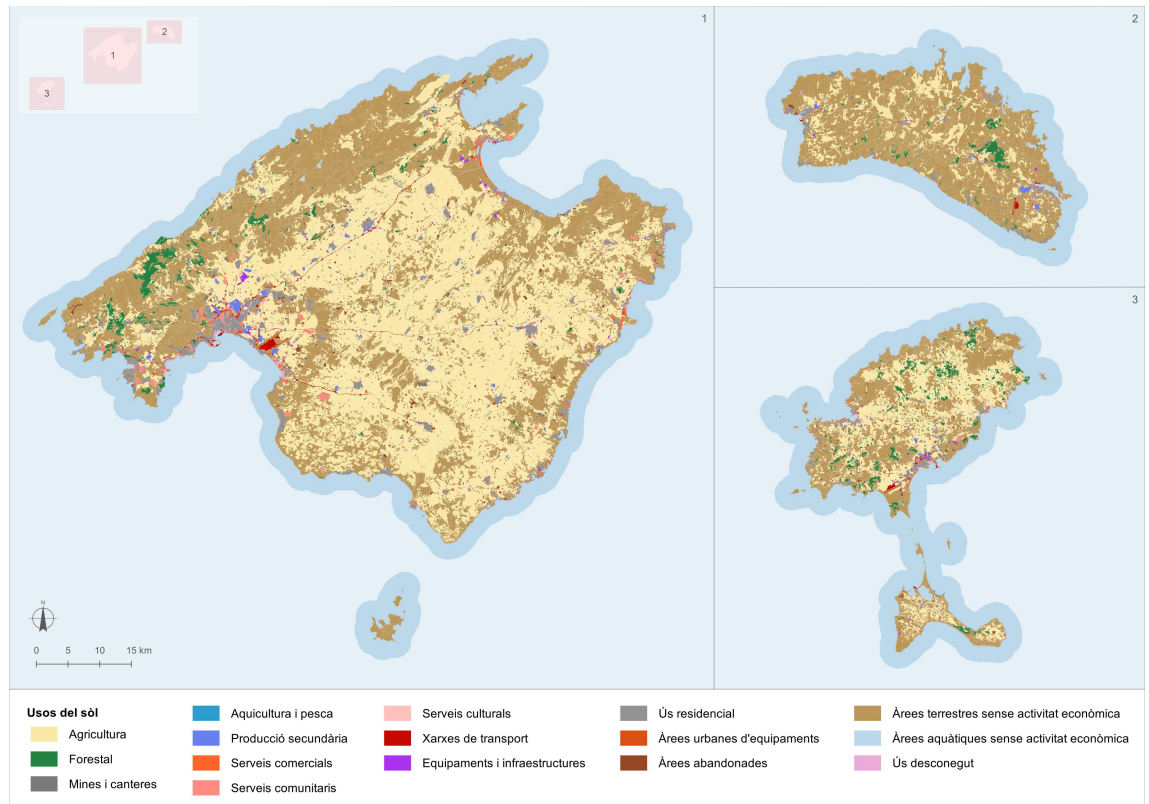 1
2
3
1
2
3
N
0 5 10 15 km
Usos del sòl
Agricultura
Forestal
Mines i canteres
Aquicultura i pesca
Producció secundària
Serveis comercials
Serveis comunitaris
Serveis culturals
Xarxes de transport
Equipaments i infraestructures
Ús residencial
Àrees urbanes d'equipaments
Àrees abandonades
Àrees terrestres sense activitat econòmica
Àrees aquàtiques sense activitat econòmica
Ús desconegut